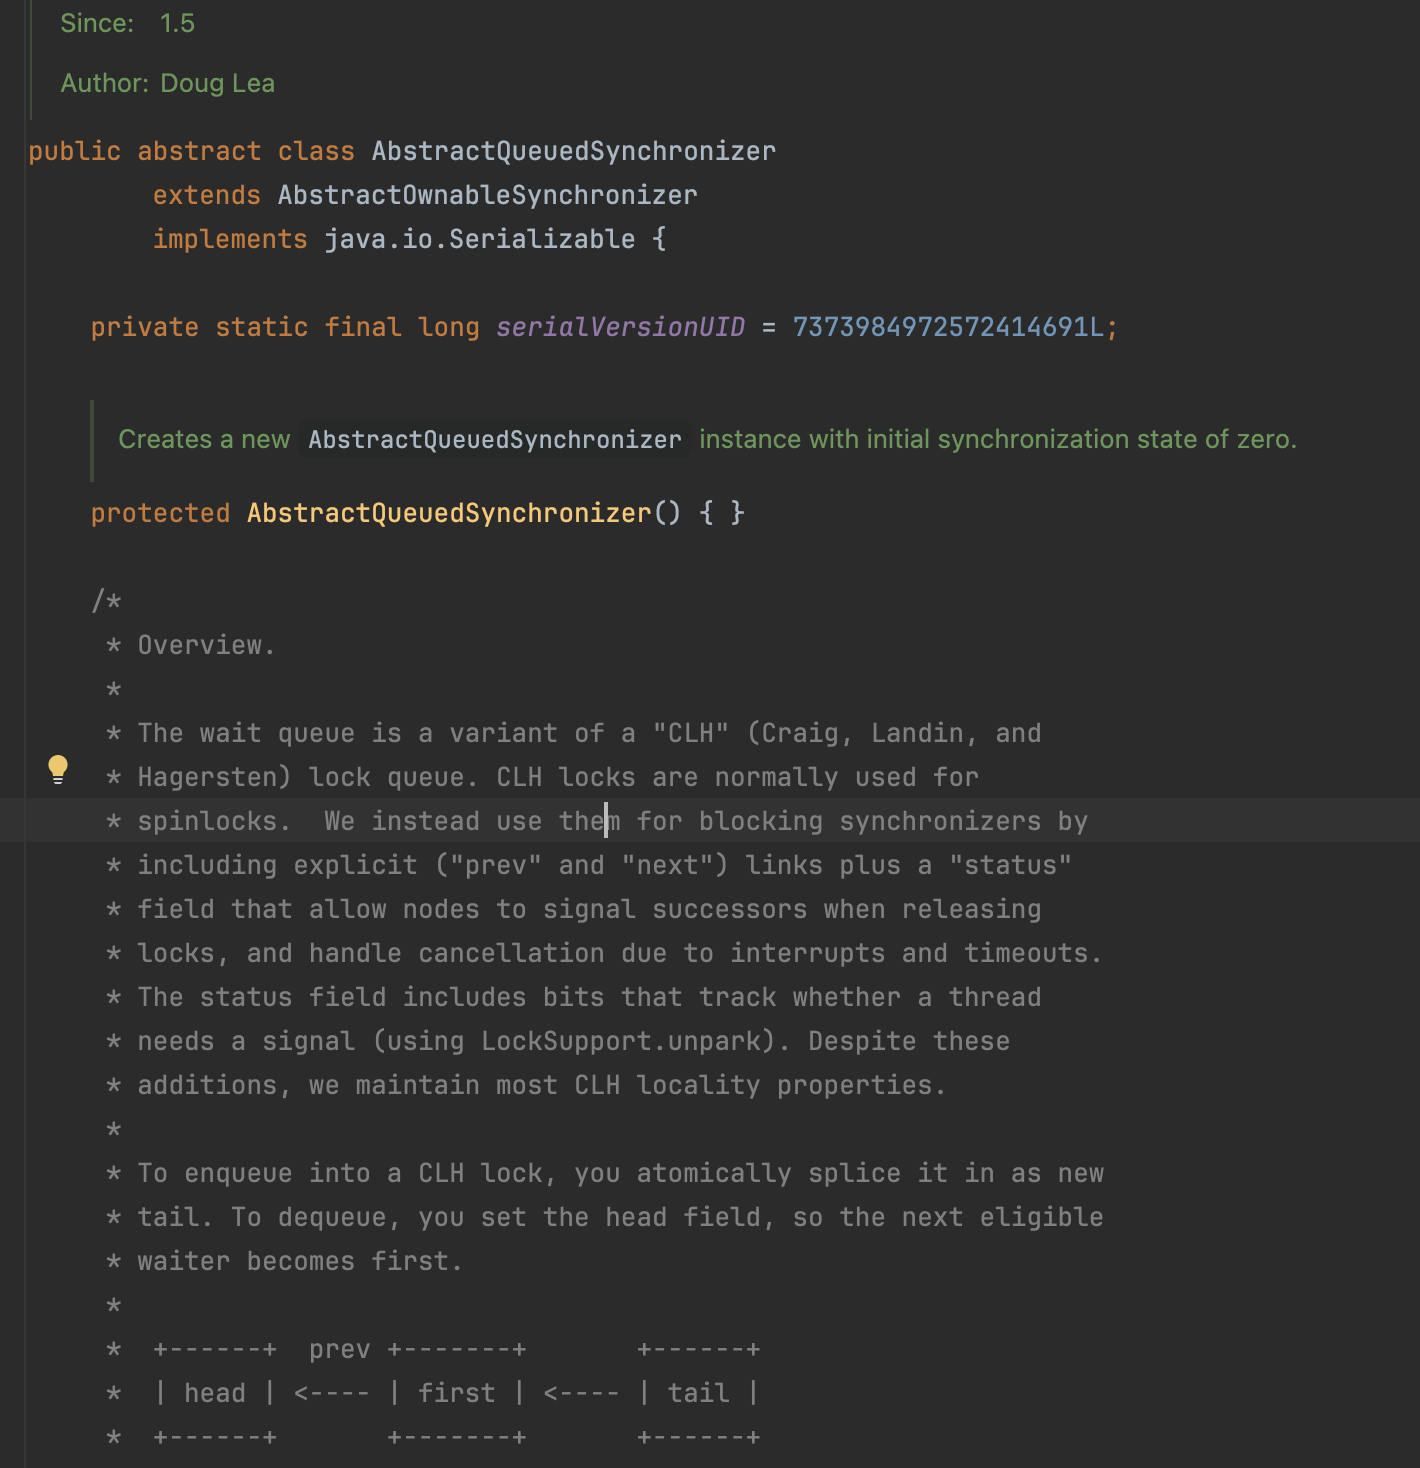 Since: 1.5
Author: Doug Lea
public abstract class AbstractQueuedSynchronizer
extends AbstractOwnableSynchronizer
implements java.io.Serializable {
private static final long serialVersionUID = 7373984972572414691L;
Creates a new AbstractQueuedSynchronizer instance with initial synchronization state of zero.
protected AbstractQueuedSynchronizer() { }
/*
* Overview.
*
* The wait queue is a variant of a "CLH" (Craig, Landin, and
* Hagersten) lock queue. CLH locks are normally used for
* spinlocks.  We instead use them for blocking synchronizers by
* including explicit ("prev" and "next") links plus a "status"
* field that allow nodes to signal successors when releasing
* locks, and handle cancellation due to interrupts and timeouts.
* The status field includes bits that track whether a thread
* needs a signal (using LockSupport.unpark). Despite these
* additions, we maintain most CLH locality properties.
*
* To enqueue into a CLH lock, you atomically splice it in as new
* tail. To dequeue, you set the head field, so the next eligible
* waiter becomes first.
*
*  +------+  prev +-------+       +------+
*  | head | <---- | first | <---- | tail |
*  +------+       +-------+       +------+